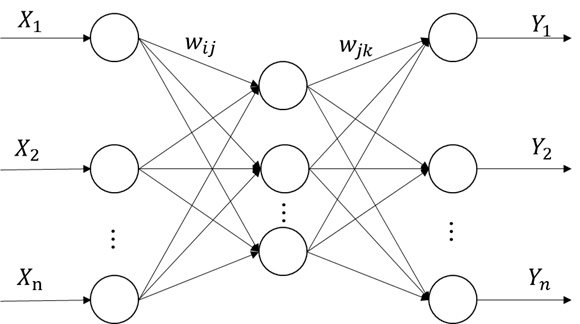 X₁ wᵢⱼ wⱼₖ Y₁
X₂ Y₂
⋮ ⋮ ⋮
Xₙ Yₙ